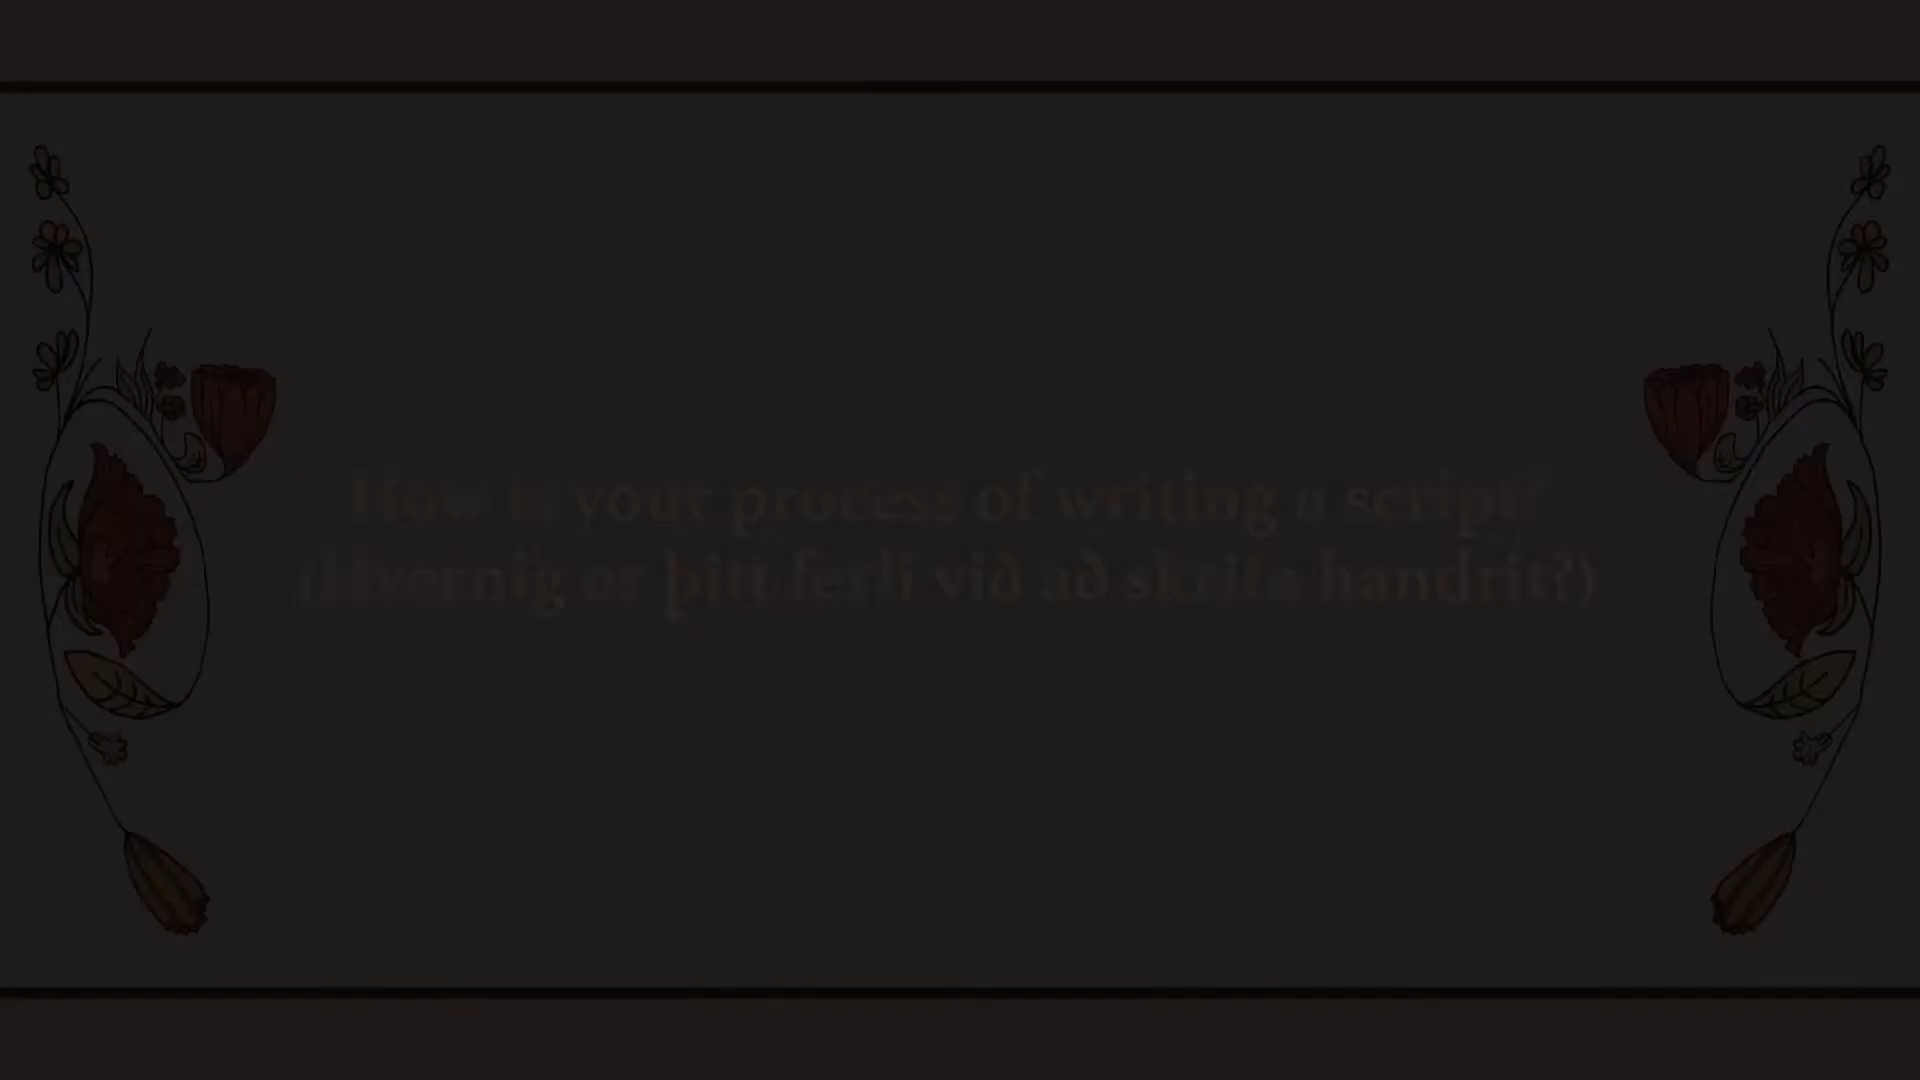 How is your process of writing a script?
(Hvernig er þitt ferli við að skrifa handrit?)